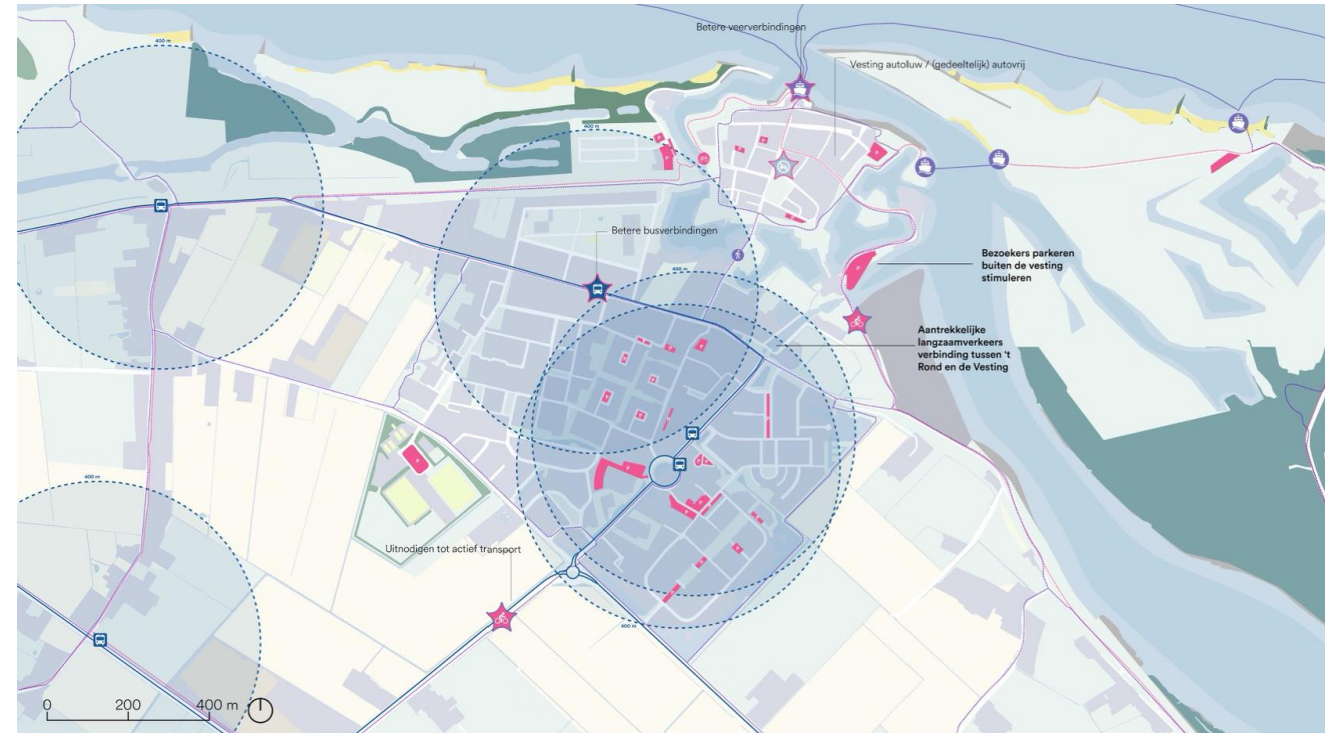 Betere veerverbindingen
400 m
Vesting autoluw / (gedeeltelijk) autovrij
400 m
Betere busverbindingen
Bezoekers parkeren
buiten de vesting
stimuleren
400 m
Aantrekkelijke
langzaamverkeers
verbinding tussen 't
Rond en de Vesting
400 m
Uitnodigen tot actief transport
400 m
0 200 400 m